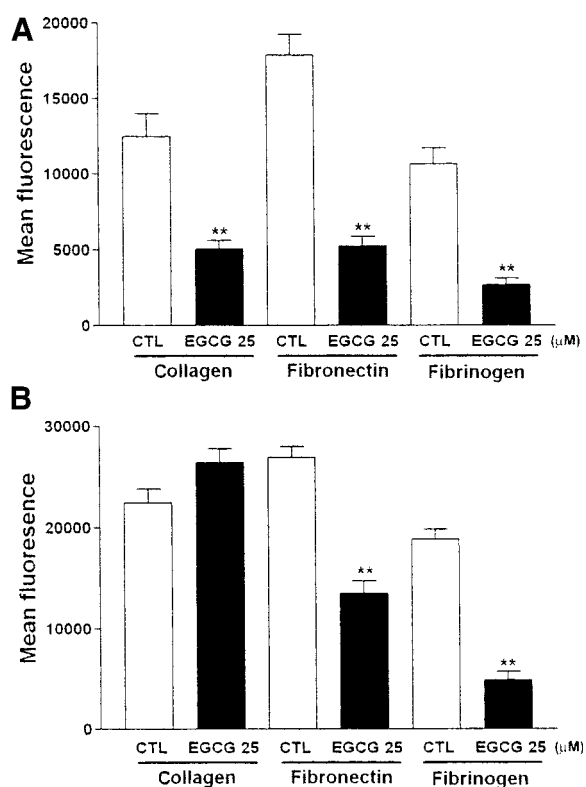 A
Mean fluorescence
20000
15000
10000
5000
0
**
**
**
CTL EGCG 25 CTL EGCG 25 CTL EGCG 25 (μM)
Collagen Fibronectin Fibrinogen
B
Mean fluoresence
30000
20000
10000
0
**
**
CTL EGCG 25 CTL EGCG 25 CTL EGCG 25 (μM)
Collagen Fibronectin Fibrinogen